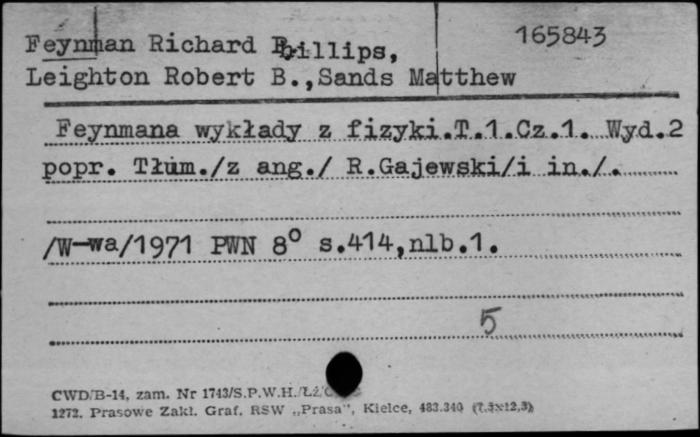 Feynman Richard Phillips,
165843
Leighton Robert B.,Sands Matthew
Feynmana wykłady z fizyki.T.1.Cz.1. Wyd.2
popr. Tłum./z ang./ R.Gajewski/i in./.
/W-wa/1971 PWN 8° s.414,nlb.1.
5
CWD/B-14, zam. Nr 1743/S.P.W.H./Łź/
1272. Prasowe Zakł. Graf. RSW „Prasa”, Kielce, 483.340 (7,5×12,5)